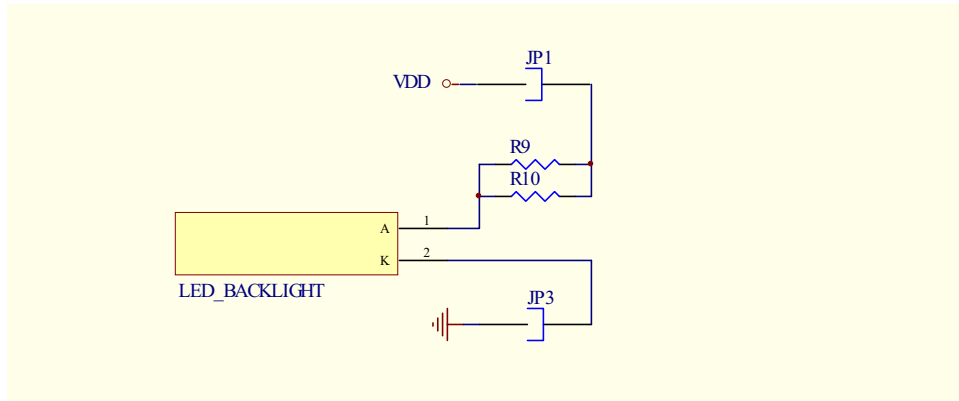 JP1
VDD
R9
R10
A 1
K 2
LED_BACKLIGHT
JP3